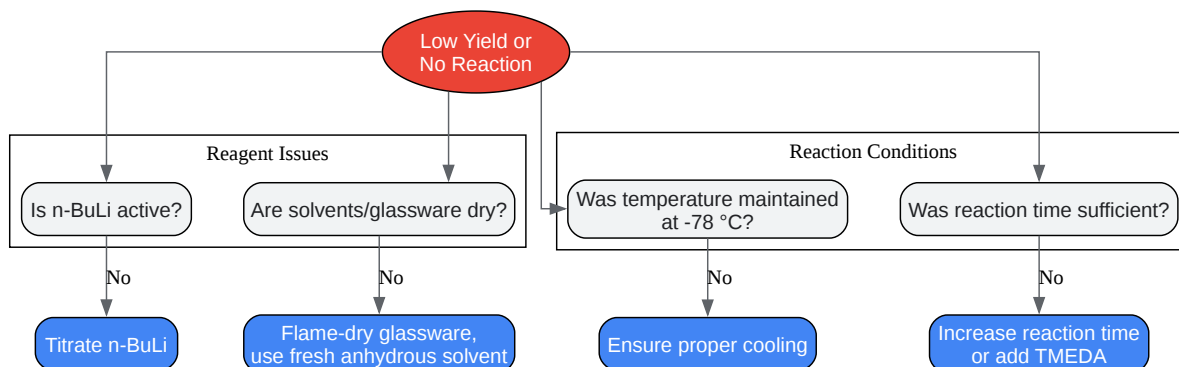 Low Yield or
No Reaction
Reagent Issues
Reaction Conditions
Is n-BuLi active?
Are solvents/glassware dry?
Was temperature maintained
at -78 °C?
Was reaction time sufficient?
No
No
No
No
Titrate n-BuLi
Flame-dry glassware,
use fresh anhydrous solvent
Ensure proper cooling
Increase reaction time
or add TMEDA